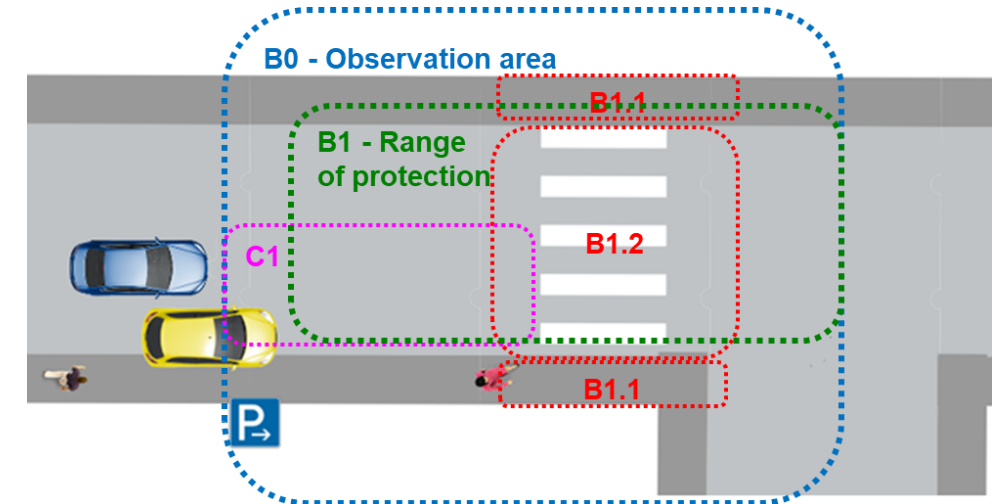 B0 - Observation area
B1.1
B1 - Range
of protection
B1.2
C1
B1.1
P